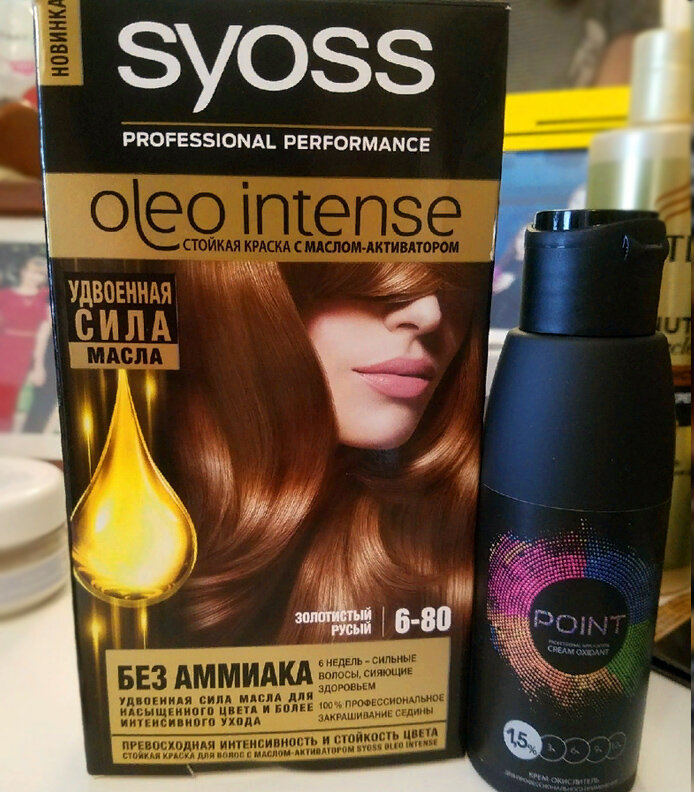 НОВИНКА
syoss
PROFESSIONAL PERFORMANCE
oleo intense
СТОЙКАЯ КРАСКА С МАСЛОМ-АКТИВАТОРОМ
УДВОЕННАЯ
СИЛА
МАСЛА
ЗОЛОТИСТЫЙ
РУСЫЙ
6-80
БЕЗ АММИАКА
УДВОЕННАЯ СИЛА МАСЛА ДЛЯ
НАСЫЩЕННОГО ЦВЕТА И БОЛЕЕ
ИНТЕНСИВНОГО УХОДА
6 НЕДЕЛЬ – СИЛЬНЫЕ
ВОЛОСЫ, СИЯЮЩИЕ
ЗДОРОВЬЕМ
100% ПРОФЕССИОНАЛЬНОЕ
ЗАКРАШИВАНИЕ СЕДИНЫ
ПРЕВОСХОДНАЯ ИНТЕНСИВНОСТЬ И СТОЙКОСТЬ ЦВЕТА
СТОЙКАЯ КРАСКА ДЛЯ ВОЛОС С МАСЛОМ-АКТИВАТОРОМ SYOSS OLEO INTENSE
POINT
CREAM OXIDANT
1,5%
КРЕМ-ОКИСЛИТЕЛЬ
ДЛЯ ПРОФЕССИОНАЛЬНОГО ПРИМЕНЕНИЯ